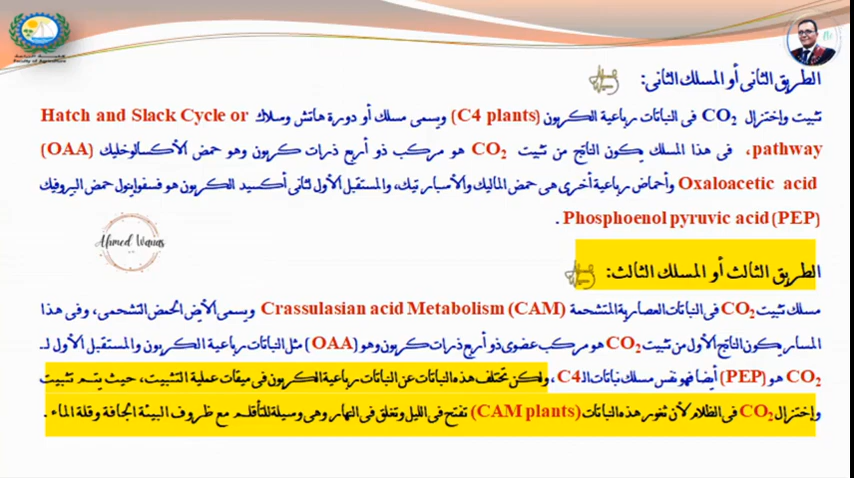 الطريق الثانى أو المسلك الثانى:
تثبيت وإختزال CO2 فى النباتات رباعية الكربون (C4 plants) ويسمى مسلك أو دورة هاتش وسلاك Hatch and Slack Cycle or
pathway، فى هذا المسلك يكون الناتج من تثبيت CO2 هو مركب ذو أربع ذرات كربون وهو حمض الأكسالوخليك (OAA)
Oxaloacetic acid وأحماض رباعية أخرى هى حمض الماليك والأسبارتيك، والمستقبل الأول لثانى أكسيد الكربون هو فسفواينول حمض البيروفيك
Phosphoenol pyruvic acid (PEP) .
Ahmed Wanas
الطريق الثالث أو المسلك الثالث:
مسلك تثبيت CO2 فى النباتات العصارية المتشحمة Crassulasian acid Metabolism (CAM) ويسمى الأيض الحمض التشحمى، وفى هذا
المسار يكون الناتج الأول من تثبيت CO2 هو مركب عضوى ذو أربع ذرات كربون وهو (OAA) مثل النباتات رباعية الكربون والمستقبل الأول لـ
CO2 هو (PEP) أيضا فهو نفس مسلك نباتات الـ C4 ، ولكن تختلف هذه النباتات عن النباتات رباعية الكربون فى ميقات عملية التثبيت، حيث يتم تثبيت
وإختزال CO2 فى الظلام لأن ثغور هذه النباتات (CAM plants) تفتح فى الليل وتغلق فى النهار وهى وسيلة للتأقلم مع ظروف البيئة الجافة وقلة الماء .